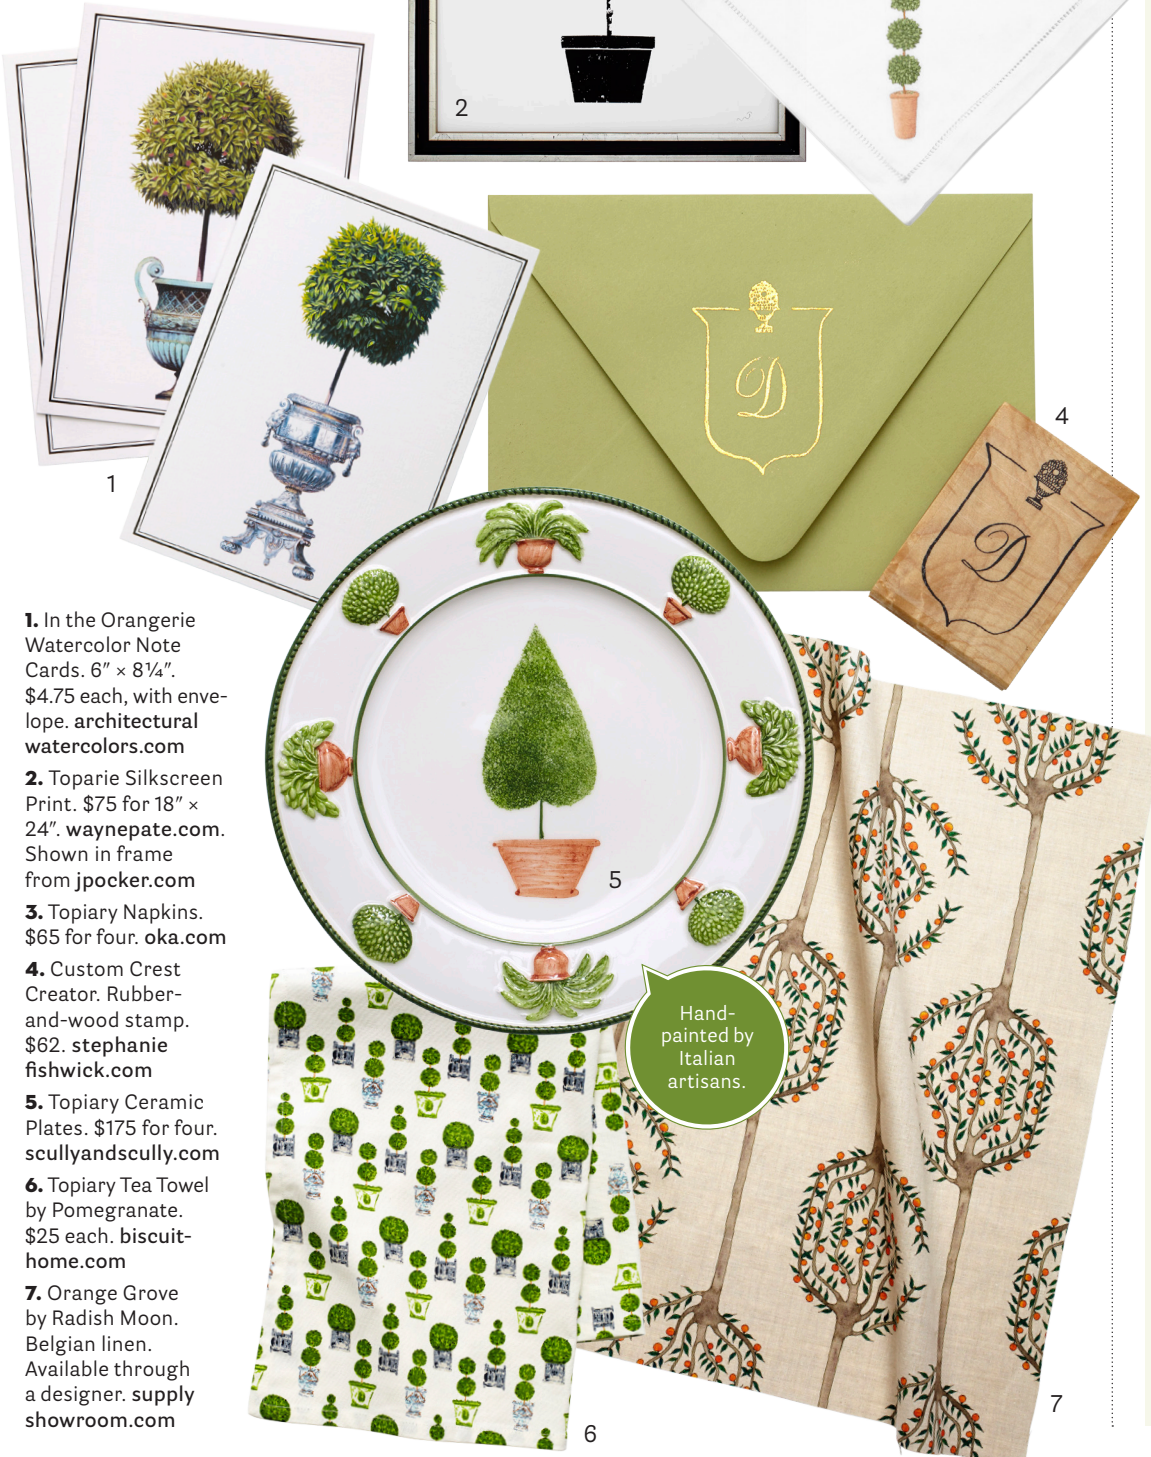 2
4
1
1. In the Orangerie
Watercolor Note
Cards. 6″ × 8¼″.
$4.75 each, with enve-
lope. architectural
watercolors.com
2. Toparie Silkscreen
Print. $75 for 18″ ×
24″. waynepate.com.
Shown in frame
from jpocker.com
3. Topiary Napkins.
$65 for four. oka.com
4. Custom Crest
Creator. Rubber-
and-wood stamp.
$62. stephanie
fishwick.com
5. Topiary Ceramic
Plates. $175 for four.
scullyandscully.com
6. Topiary Tea Towel
by Pomegranate.
$25 each. biscuit-
home.com
7. Orange Grove
by Radish Moon.
Belgian linen.
Available through
a designer. supply
showroom.com
D
D
5
Hand-
painted by
Italian
artisans.
6
7